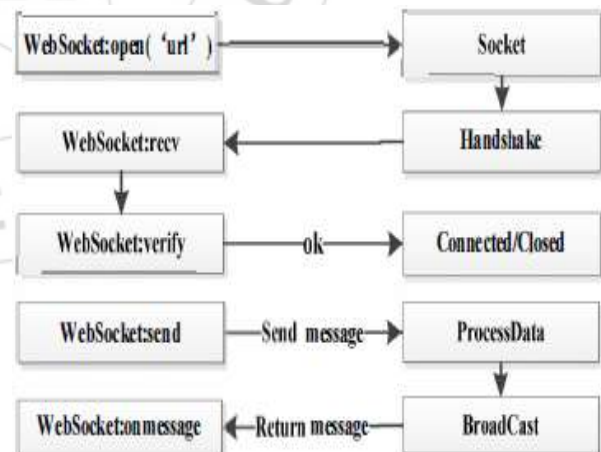 WebSocket:open( ‘url’ )
Socket
WebSocket:recv
Handshake
WebSocket:verify
ok
Connected/Closed
WebSocket:send
Send message
ProcessData
WebSocket:onmessage
Return message
BroadCast